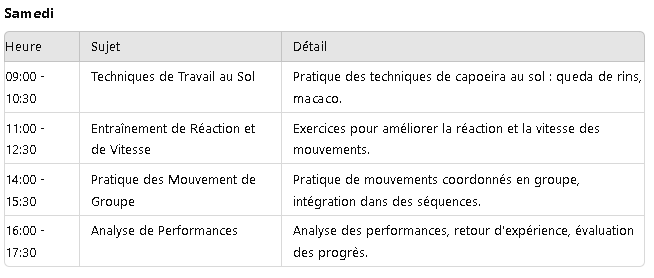 Samedi
Heure Sujet Détail
09:00 - Techniques de Travail au Sol Pratique des techniques de capoeira au sol : queda de rins,
10:30 macaco.
11:00 - Entraînement de Réaction et Exercices pour améliorer la réaction et la vitesse des
12:30 de Vitesse mouvements.
14:00 - Pratique des Mouvement de Pratique de mouvements coordonnés en groupe,
15:30 Groupe intégration dans des séquences.
16:00 - Analyse de Performances Analyse des performances, retour d'expérience, évaluation
17:30 des progrès.